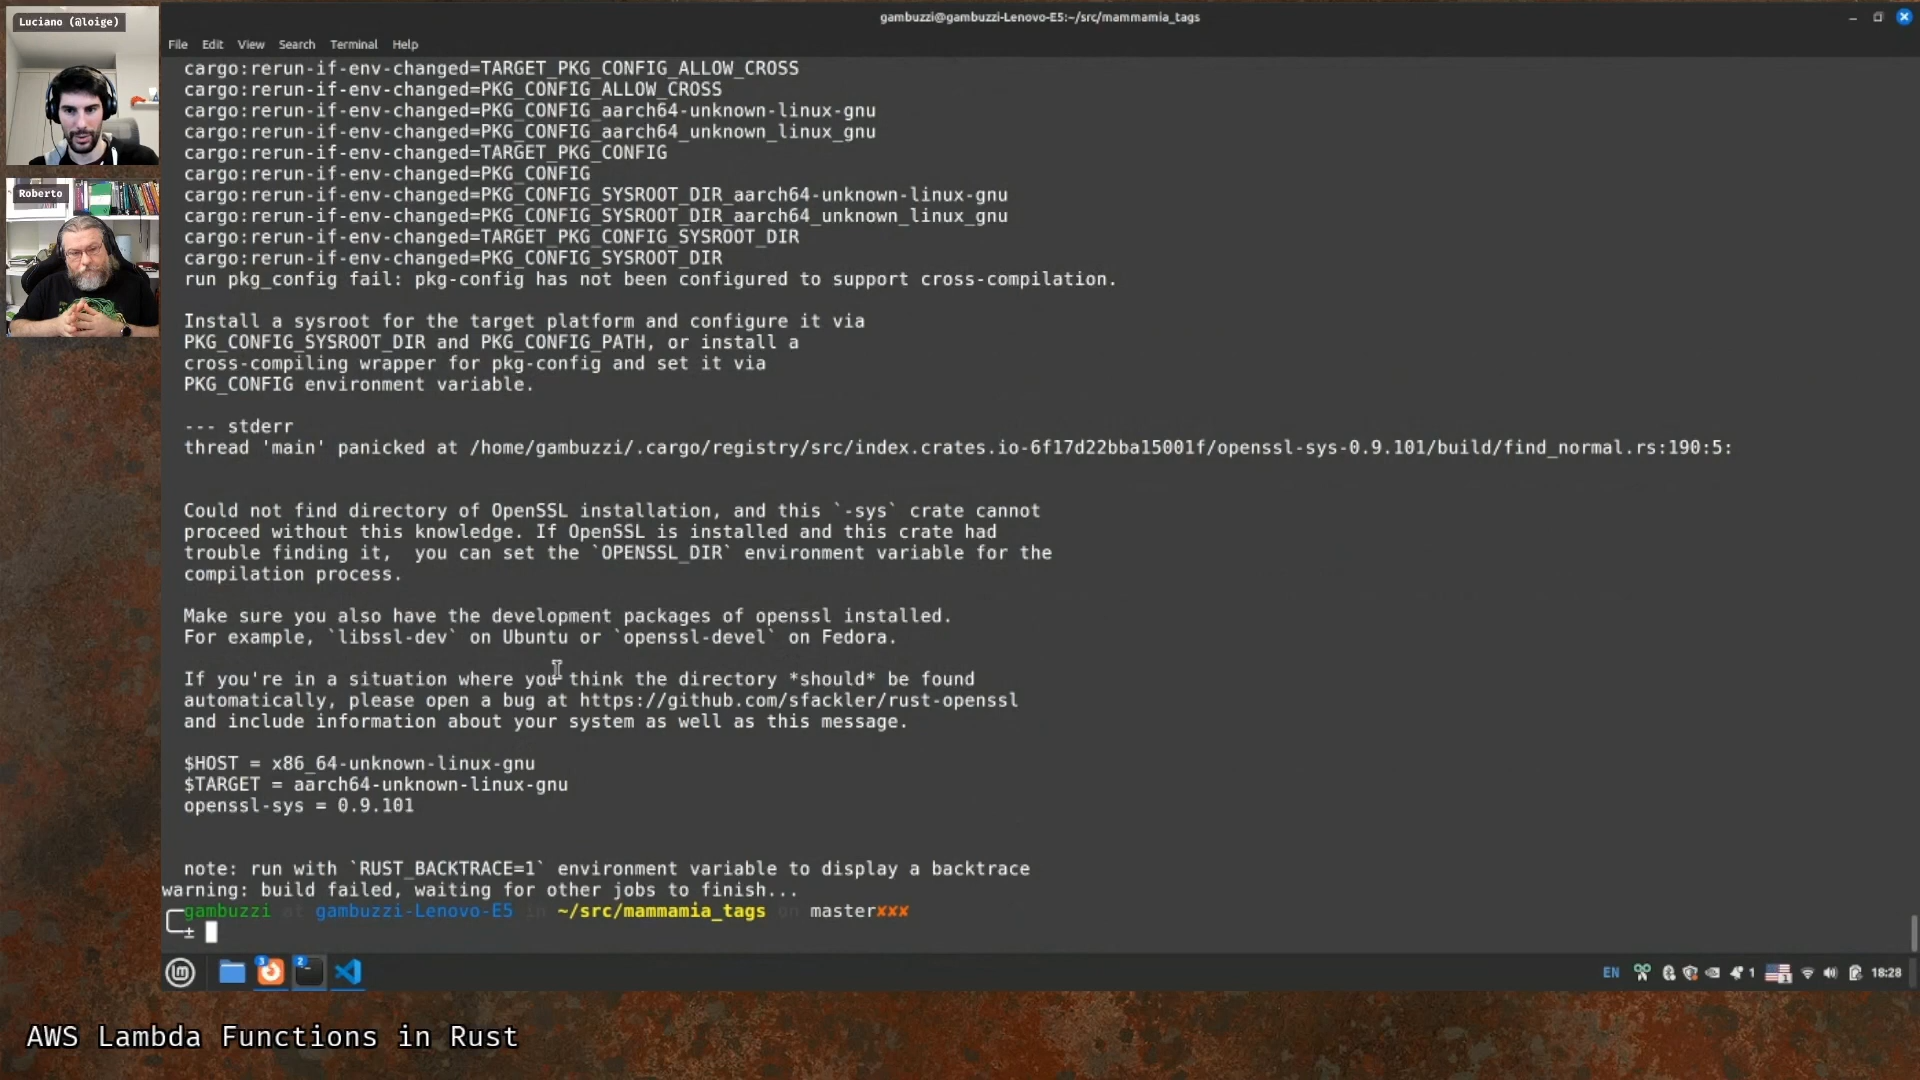 Luciano (@loige)
Roberto
gambuzzi@gambuzzi-Lenovo-E5:~/src/mammamia_tags
File Edit View Search Terminal Help
cargo:rerun-if-env-changed=TARGET_PKG_CONFIG_ALLOW_CROSS
cargo:rerun-if-env-changed=PKG_CONFIG_ALLOW_CROSS
cargo:rerun-if-env-changed=PKG_CONFIG_aarch64-unknown-linux-gnu
cargo:rerun-if-env-changed=PKG_CONFIG_aarch64_unknown_linux_gnu
cargo:rerun-if-env-changed=TARGET_PKG_CONFIG
cargo:rerun-if-env-changed=PKG_CONFIG
cargo:rerun-if-env-changed=PKG_CONFIG_SYSROOT_DIR_aarch64-unknown-linux-gnu
cargo:rerun-if-env-changed=PKG_CONFIG_SYSROOT_DIR_aarch64_unknown_linux_gnu
cargo:rerun-if-env-changed=TARGET_PKG_CONFIG_SYSROOT_DIR
cargo:rerun-if-env-changed=PKG_CONFIG_SYSROOT_DIR
run pkg_config fail: pkg-config has not been configured to support cross-compilation.
Install a sysroot for the target platform and configure it via
PKG_CONFIG_SYSROOT_DIR and PKG_CONFIG_PATH, or install a
cross-compiling wrapper for pkg-config and set it via
PKG_CONFIG environment variable.
--- stderr
thread 'main' panicked at /home/gambuzzi/.cargo/registry/src/index.crates.io-6f17d22bba15001f/openssl-sys-0.9.101/build/find_normal.rs:190:5:
Could not find directory of OpenSSL installation, and this `-sys` crate cannot
proceed without this knowledge. If OpenSSL is installed and this crate had
trouble finding it,  you can set the `OPENSSL_DIR` environment variable for the
compilation process.
Make sure you also have the development packages of openssl installed.
For example, `libssl-dev` on Ubuntu or `openssl-devel` on Fedora.
If you're in a situation where you think the directory *should* be found
automatically, please open a bug at https://github.com/sfackler/rust-openssl
and include information about your system as well as this message.
$HOST = x86_64-unknown-linux-gnu
$TARGET = aarch64-unknown-linux-gnu
openssl-sys = 0.9.101
note: run with `RUST_BACKTRACE=1` environment variable to display a backtrace
warning: build failed, waiting for other jobs to finish...
gambuzzi at gambuzzi-Lenovo-E5 in ~/src/mammamia_tags on master✘✘✘
±
3 2 EN 1 18:28
AWS Lambda Functions in Rust